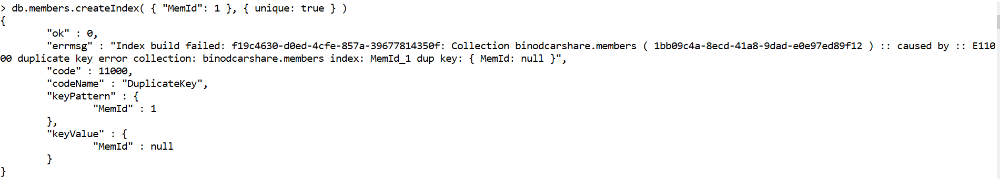 > db.members.createIndex( { "MemId": 1 }, { unique: true } )
{
        "ok" : 0,
        "errmsg" : "Index build failed: f19c4630-d0ed-4cfe-857a-39677814350f: Collection binodcarshare.members ( 1bb09c4a-8ecd-41a8-9dad-e0e97ed89f12 ) :: caused by :: E110
00 duplicate key error collection: binodcarshare.members index: MemId_1 dup key: { MemId: null }",
        "code" : 11000,
        "codeName" : "DuplicateKey",
        "keyPattern" : {
                "MemId" : 1
        },
        "keyValue" : {
                "MemId" : null
        }
}